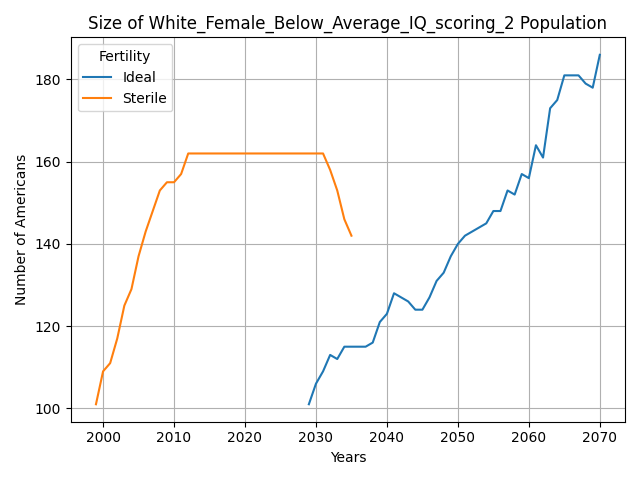 Size of White_Female_Below_Average_IQ_scoring_2 Population
Fertility
Ideal
Sterile
Number of Americans
180
160
140
120
100
2000 2010 2020 2030 2040 2050 2060 2070
Years